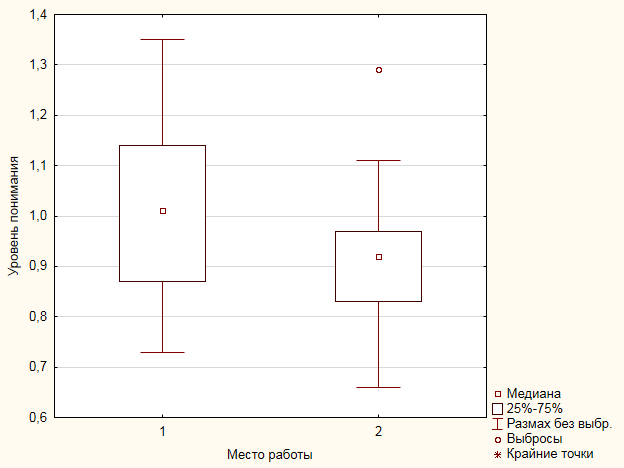 1,4
1,3
1,2
1,1
1,0
0,9
0,8
0,7
0,6
Уровень понимания
1 2
Место работы
Медиана
25%-75%
Размах без выбр.
Выбросы
Крайние точки